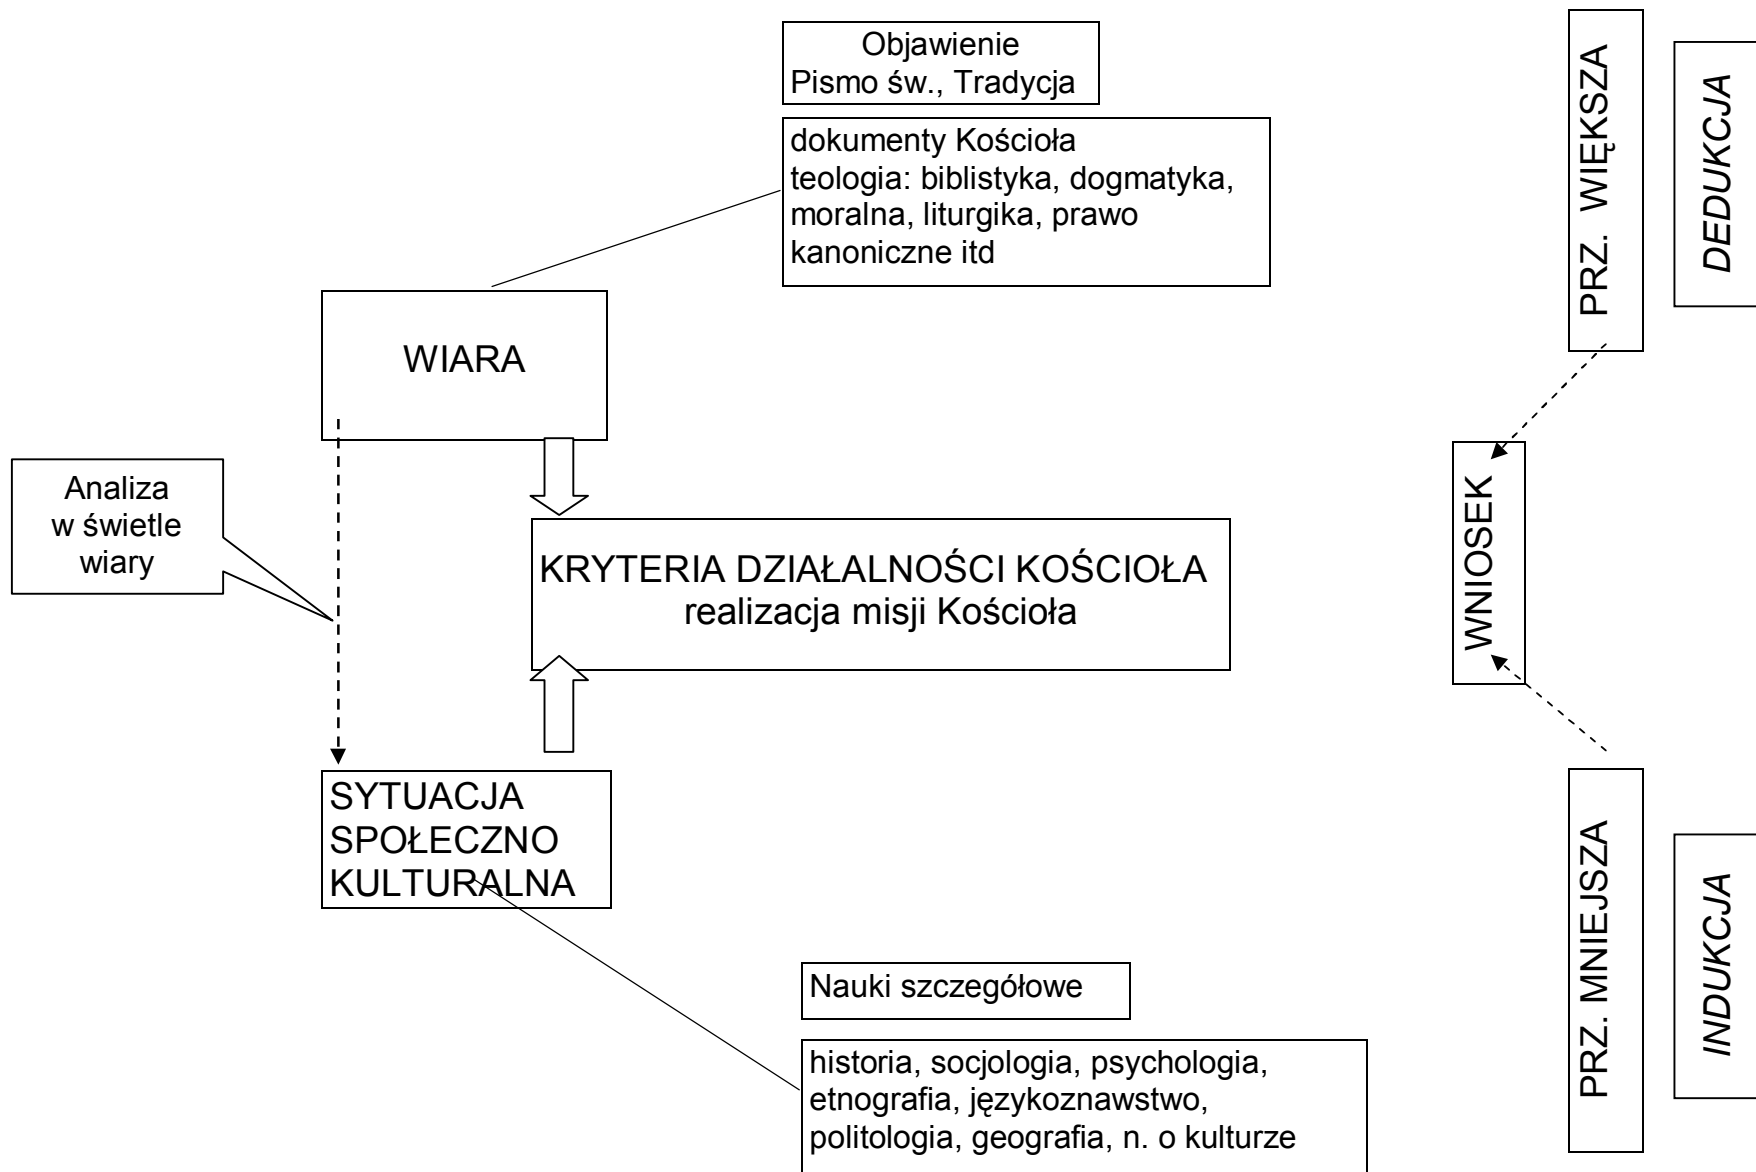 Objawienie
Pismo św., Tradycja
dokumenty Kościoła
teologia: biblistyka, dogmatyka,
moralna, liturgika, prawo
kanoniczne itd
WIARA
Analiza
w świetle
wiary
KRYTERIA DZIAŁALNOŚCI KOŚCIOŁA
realizacja misji Kościoła
SYTUACJA
SPOŁECZNO
KULTURALNA
Nauki szczegółowe
historia, socjologia, psychologia,
etnografia, językoznawstwo,
politologia, geografia, n. o kulturze
PRZ. WIĘKSZA
DEDUKCJA
WNIOSEK
PRZ. MNIEJSZA
INDUKCJA